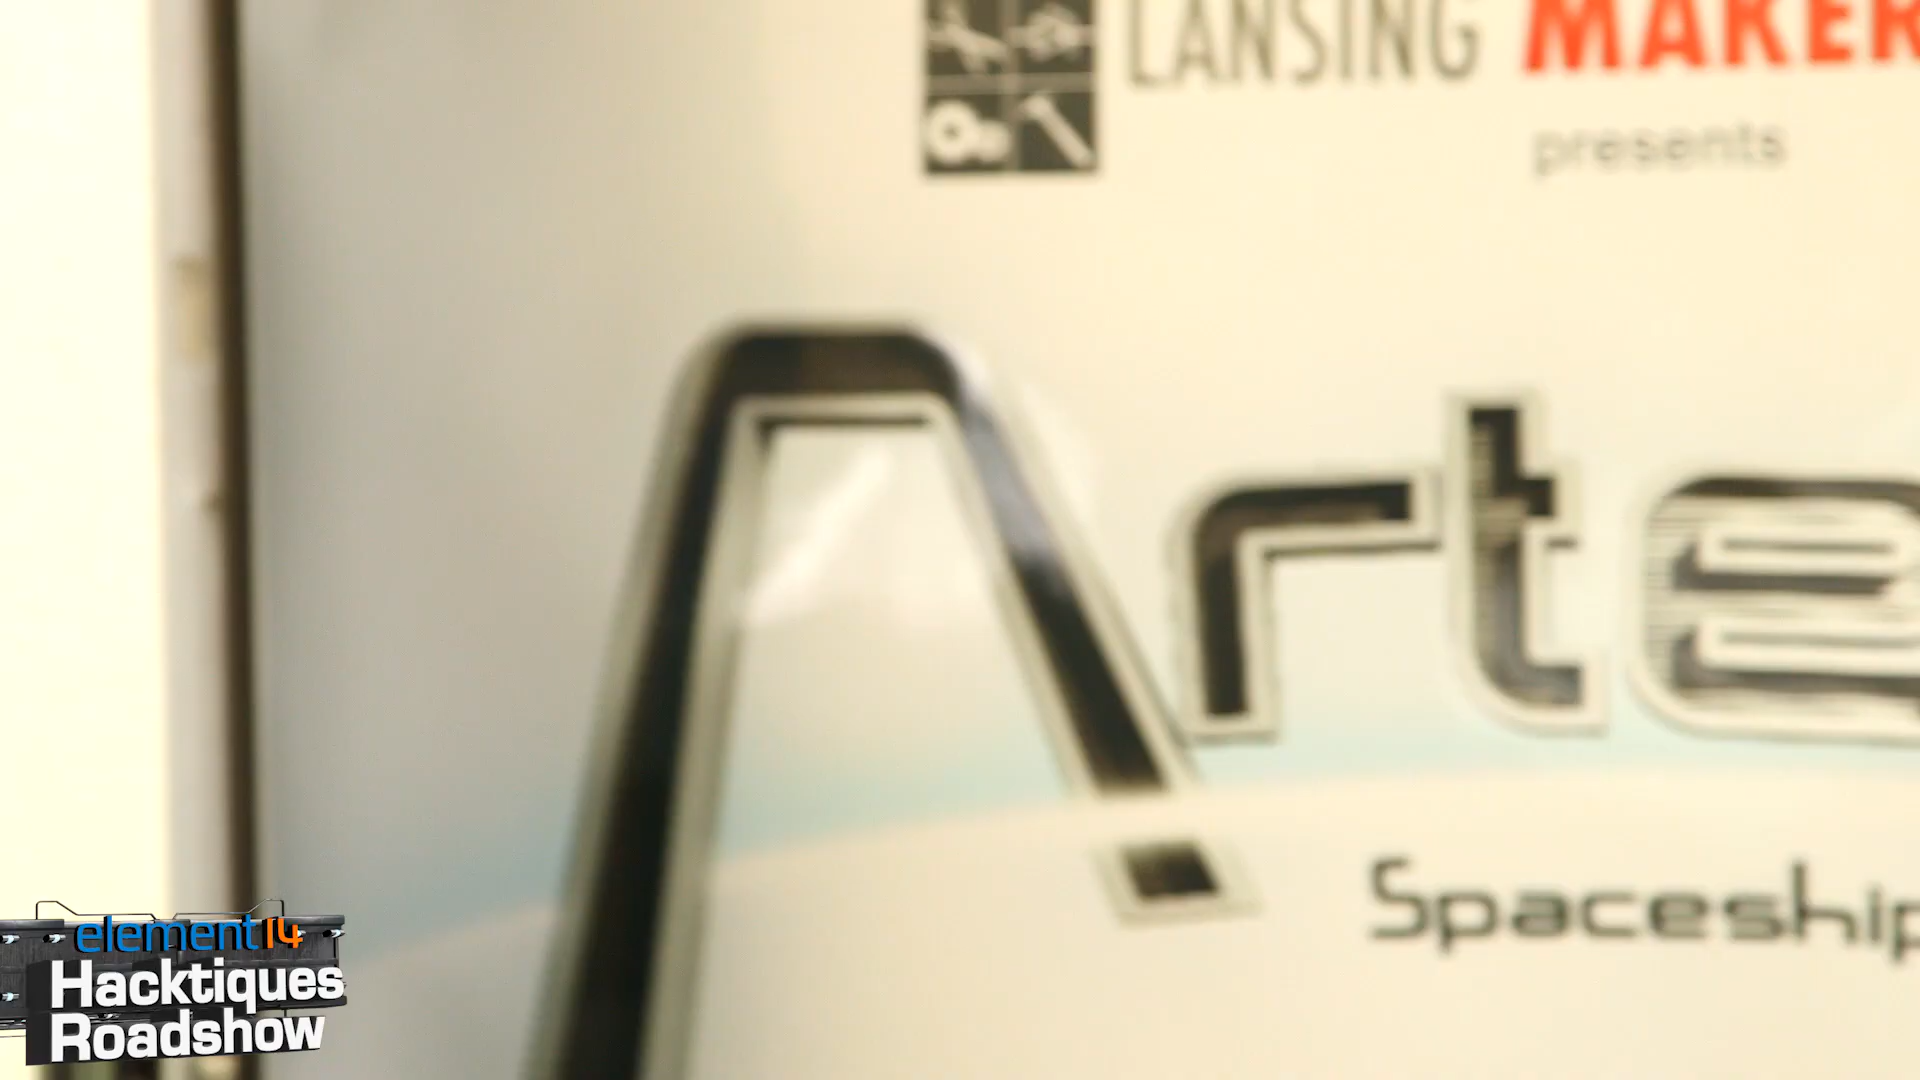 LANSING MAKER
presents
Arte
Spaceship
element14
Hacktiques
Roadshow